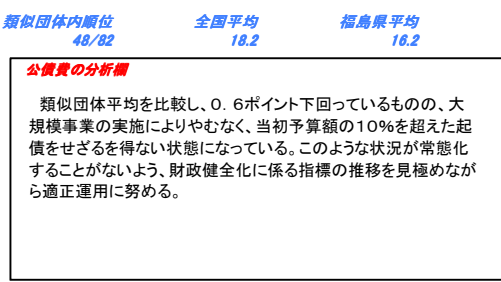 類似団体内順位 全国平均 福島県平均
48/82 18.2 16.2
公債費の分析欄
類似団体平均を比較し、０．６ポイント下回っているものの、大
規模事業の実施によりやむなく、当初予算額の１０％を超えた起
債をせざるを得ない状態になっている。このような状況が常態化
することがないよう、財政健全化に係る指標の推移を見極めなが
ら適正運用に努める。